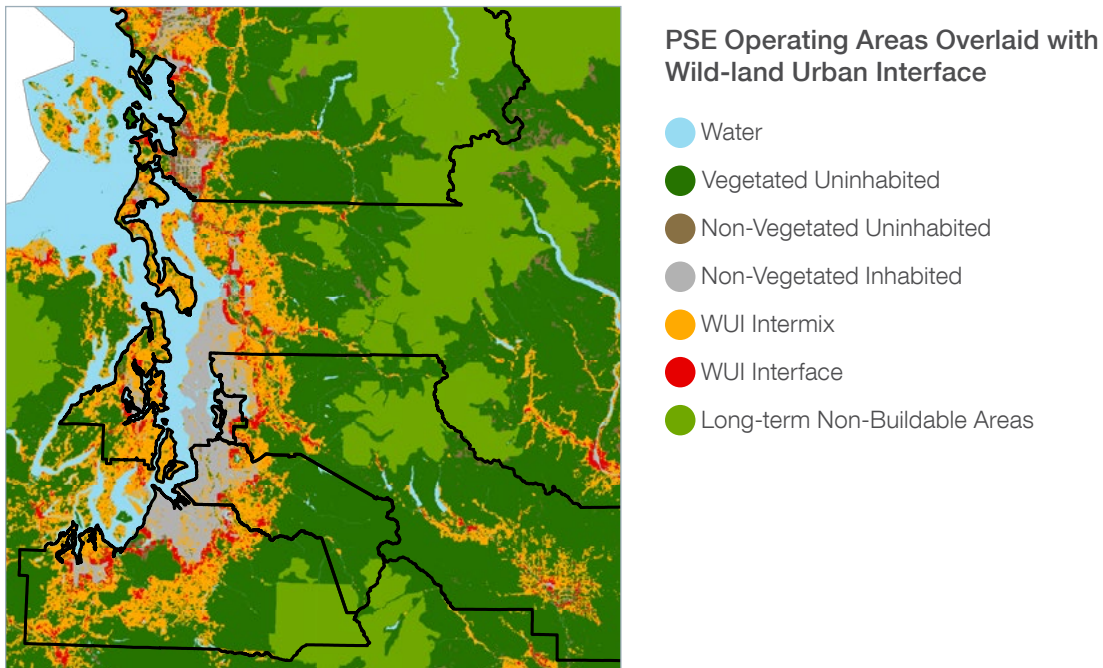 PSE Operating Areas Overlaid with
Wild-land Urban Interface
Water
Vegetated Uninhabited
Non-Vegetated Uninhabited
Non-Vegetated Inhabited
WUI Intermix
WUI Interface
Long-term Non-Buildable Areas